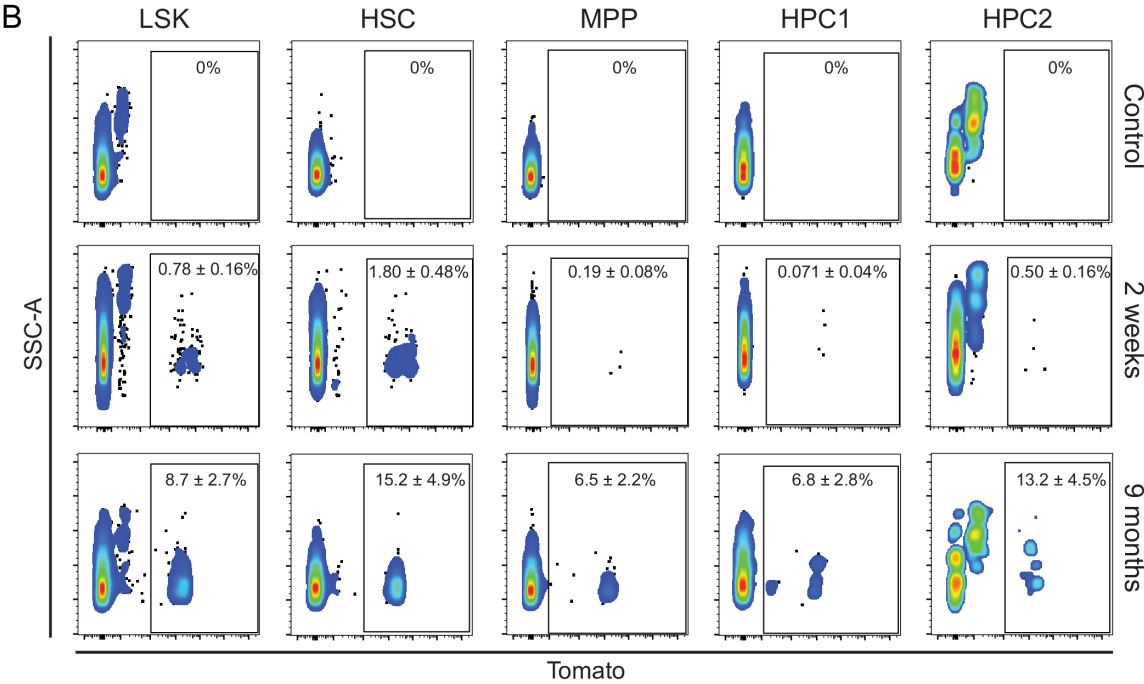 B
LSK HSC MPP HPC1 HPC2
0% 0% 0% 0% 0% Control
0.78 ± 0.16% 1.80 ± 0.48% 0.19 ± 0.08% 0.071 ± 0.04% 0.50 ± 0.16% 2 weeks
8.7 ± 2.7% 15.2 ± 4.9% 6.5 ± 2.2% 6.8 ± 2.8% 13.2 ± 4.5% 9 months
SSC-A
Tomato